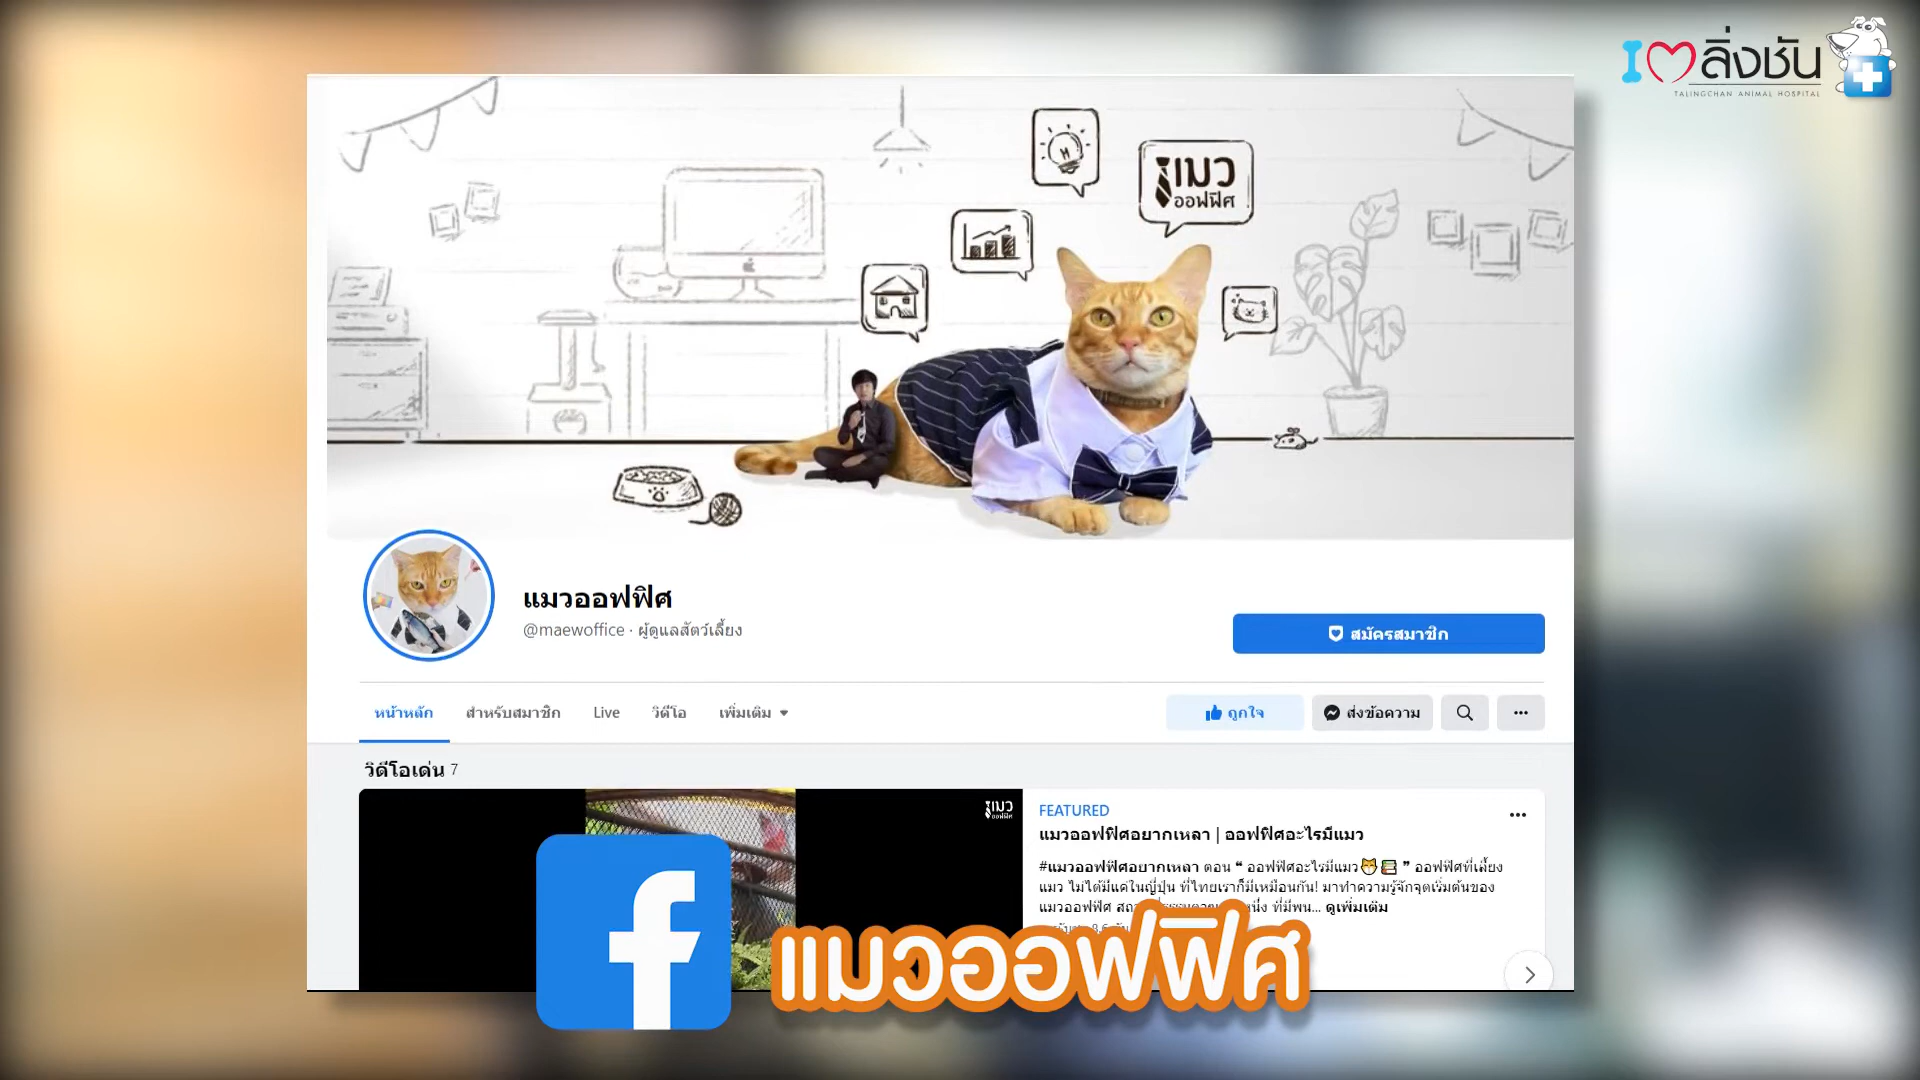 I ลิ่งชัน
TALINGCHAN ANIMAL HOSPITAL
แมว
ออฟฟิศ
แมวออฟฟิศ
@maewoffice · ผู้ดูแลสัตว์เลี้ยง
สมัครสมาชิก
หน้าหลัก สำหรับสมาชิก Live วิดีโอ เพิ่มเติม
ถูกใจ ส่งข้อความ
วิดีโอเด่น 7
แมว
ออฟฟิศ
FEATURED
แมวออฟฟิศอยากเหลา | ออฟฟิศอะไรมีแมว
#แมวออฟฟิศอยากเหลา ตอน ❝ ออฟฟิศอะไรมีแมว🐱📚 ❞ ออฟฟิศที่เลี้ยง
แมว ไม่ได้มีแค่ในญี่ปุ่น ที่ไทยเราก็มีเหมือนกัน! มาทำความรู้จักจุดเริ่มต้นของ
แมวออฟฟิศ หนึ่ง ที่มีพน... ดูเพิ่มเติม
แมวออฟฟิศ